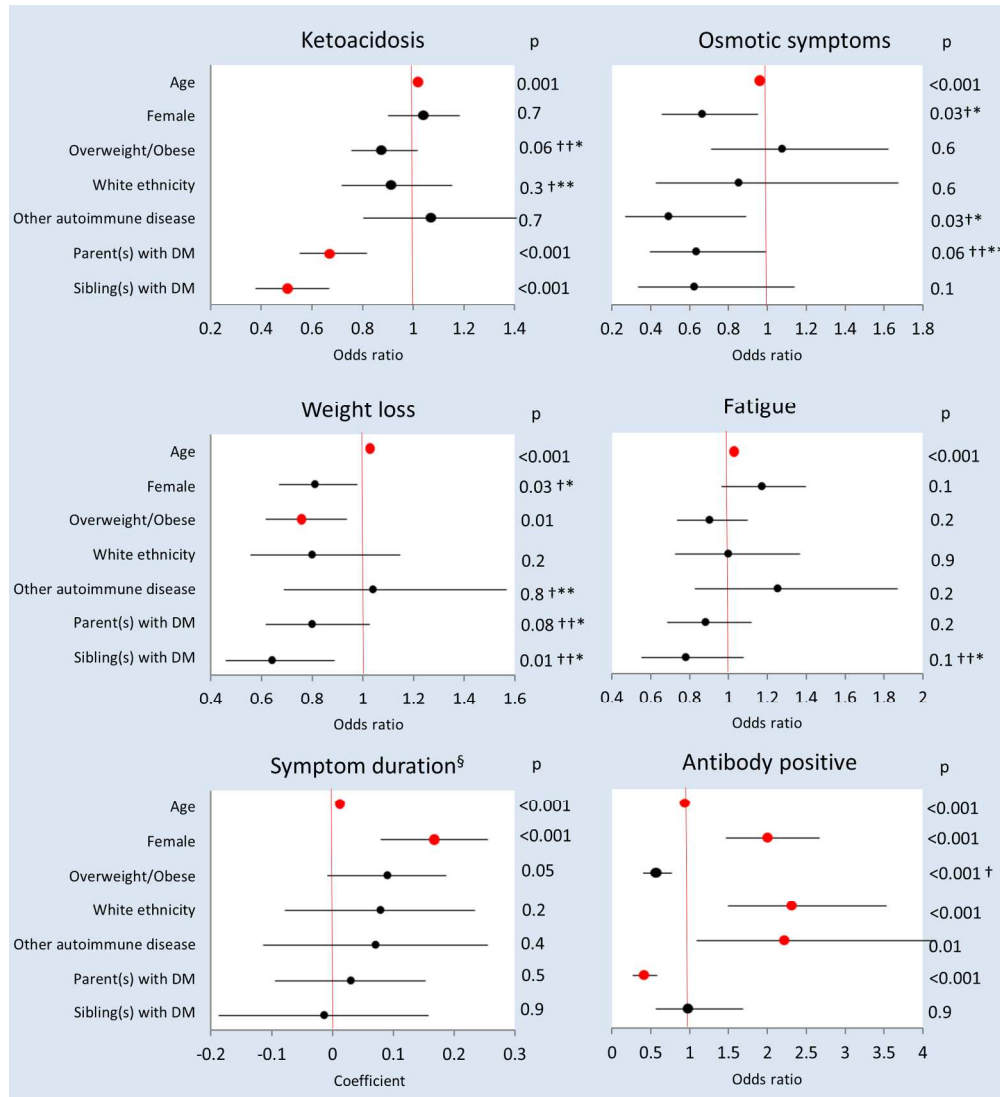 Ketoacidosis p
Age 0.001
Female 0.7
Overweight/Obese 0.06 ††*
White ethnicity 0.3 †**
Other autoimmune disease 0.7
Parent(s) with DM <0.001
Sibling(s) with DM <0.001
0.2 0.4 0.6 0.8 1 1.2 1.4
Odds ratio
Osmotic symptoms p
<0.001
0.03†*
0.6
0.6
0.03†*
0.06 ††**
0.1
0 0.2 0.4 0.6 0.8 1 1.2 1.4 1.6 1.8
Odds ratio
Weight loss p
Age <0.001
Female 0.03 †*
Overweight/Obese 0.01
White ethnicity 0.2
Other autoimmune disease 0.8 †**
Parent(s) with DM 0.08 ††*
Sibling(s) with DM 0.01 ††*
0.4 0.6 0.8 1 1.2 1.4 1.6
Odds ratio
Fatigue p
<0.001
0.1
0.2
0.9
0.2
0.2
0.1 ††*
0.4 0.6 0.8 1 1.2 1.4 1.6 1.8 2
Odds ratio
Symptom duration§ p
Age <0.001
Female <0.001
Overweight/Obese 0.05
White ethnicity 0.2
Other autoimmune disease 0.4
Parent(s) with DM 0.5
Sibling(s) with DM 0.9
-0.2 -0.1 0 0.1 0.2 0.3
Coefficient
Antibody positive p
<0.001
<0.001
<0.001 †
<0.001
0.01
<0.001
0.9
0 0.5 1 1.5 2 2.5 3 3.5 4
Odds ratio